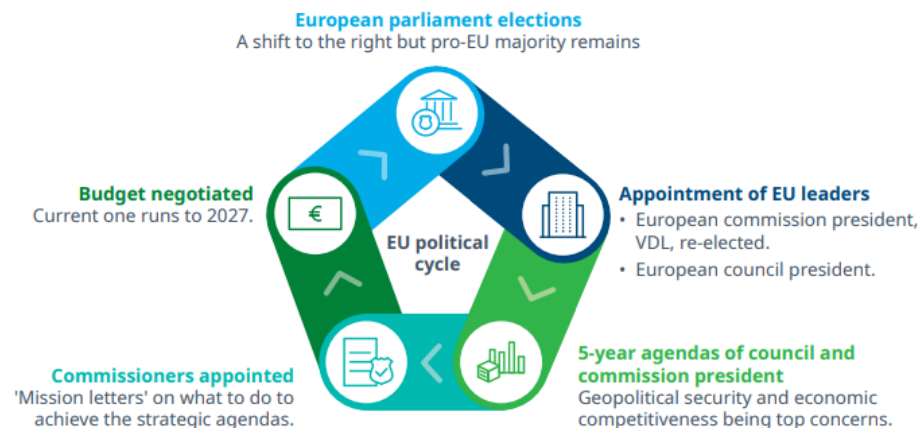 European parliament elections
A shift to the right but pro-EU majority remains
Appointment of EU leaders
• European commission president,
VDL, re-elected.
• European council president.
5-year agendas of council and
commission president
Geopolitical security and economic
competitiveness being top concerns.
Commissioners appointed
'Mission letters' on what to do to
achieve the strategic agendas.
Budget negotiated
Current one runs to 2027.
€
EU political
cycle